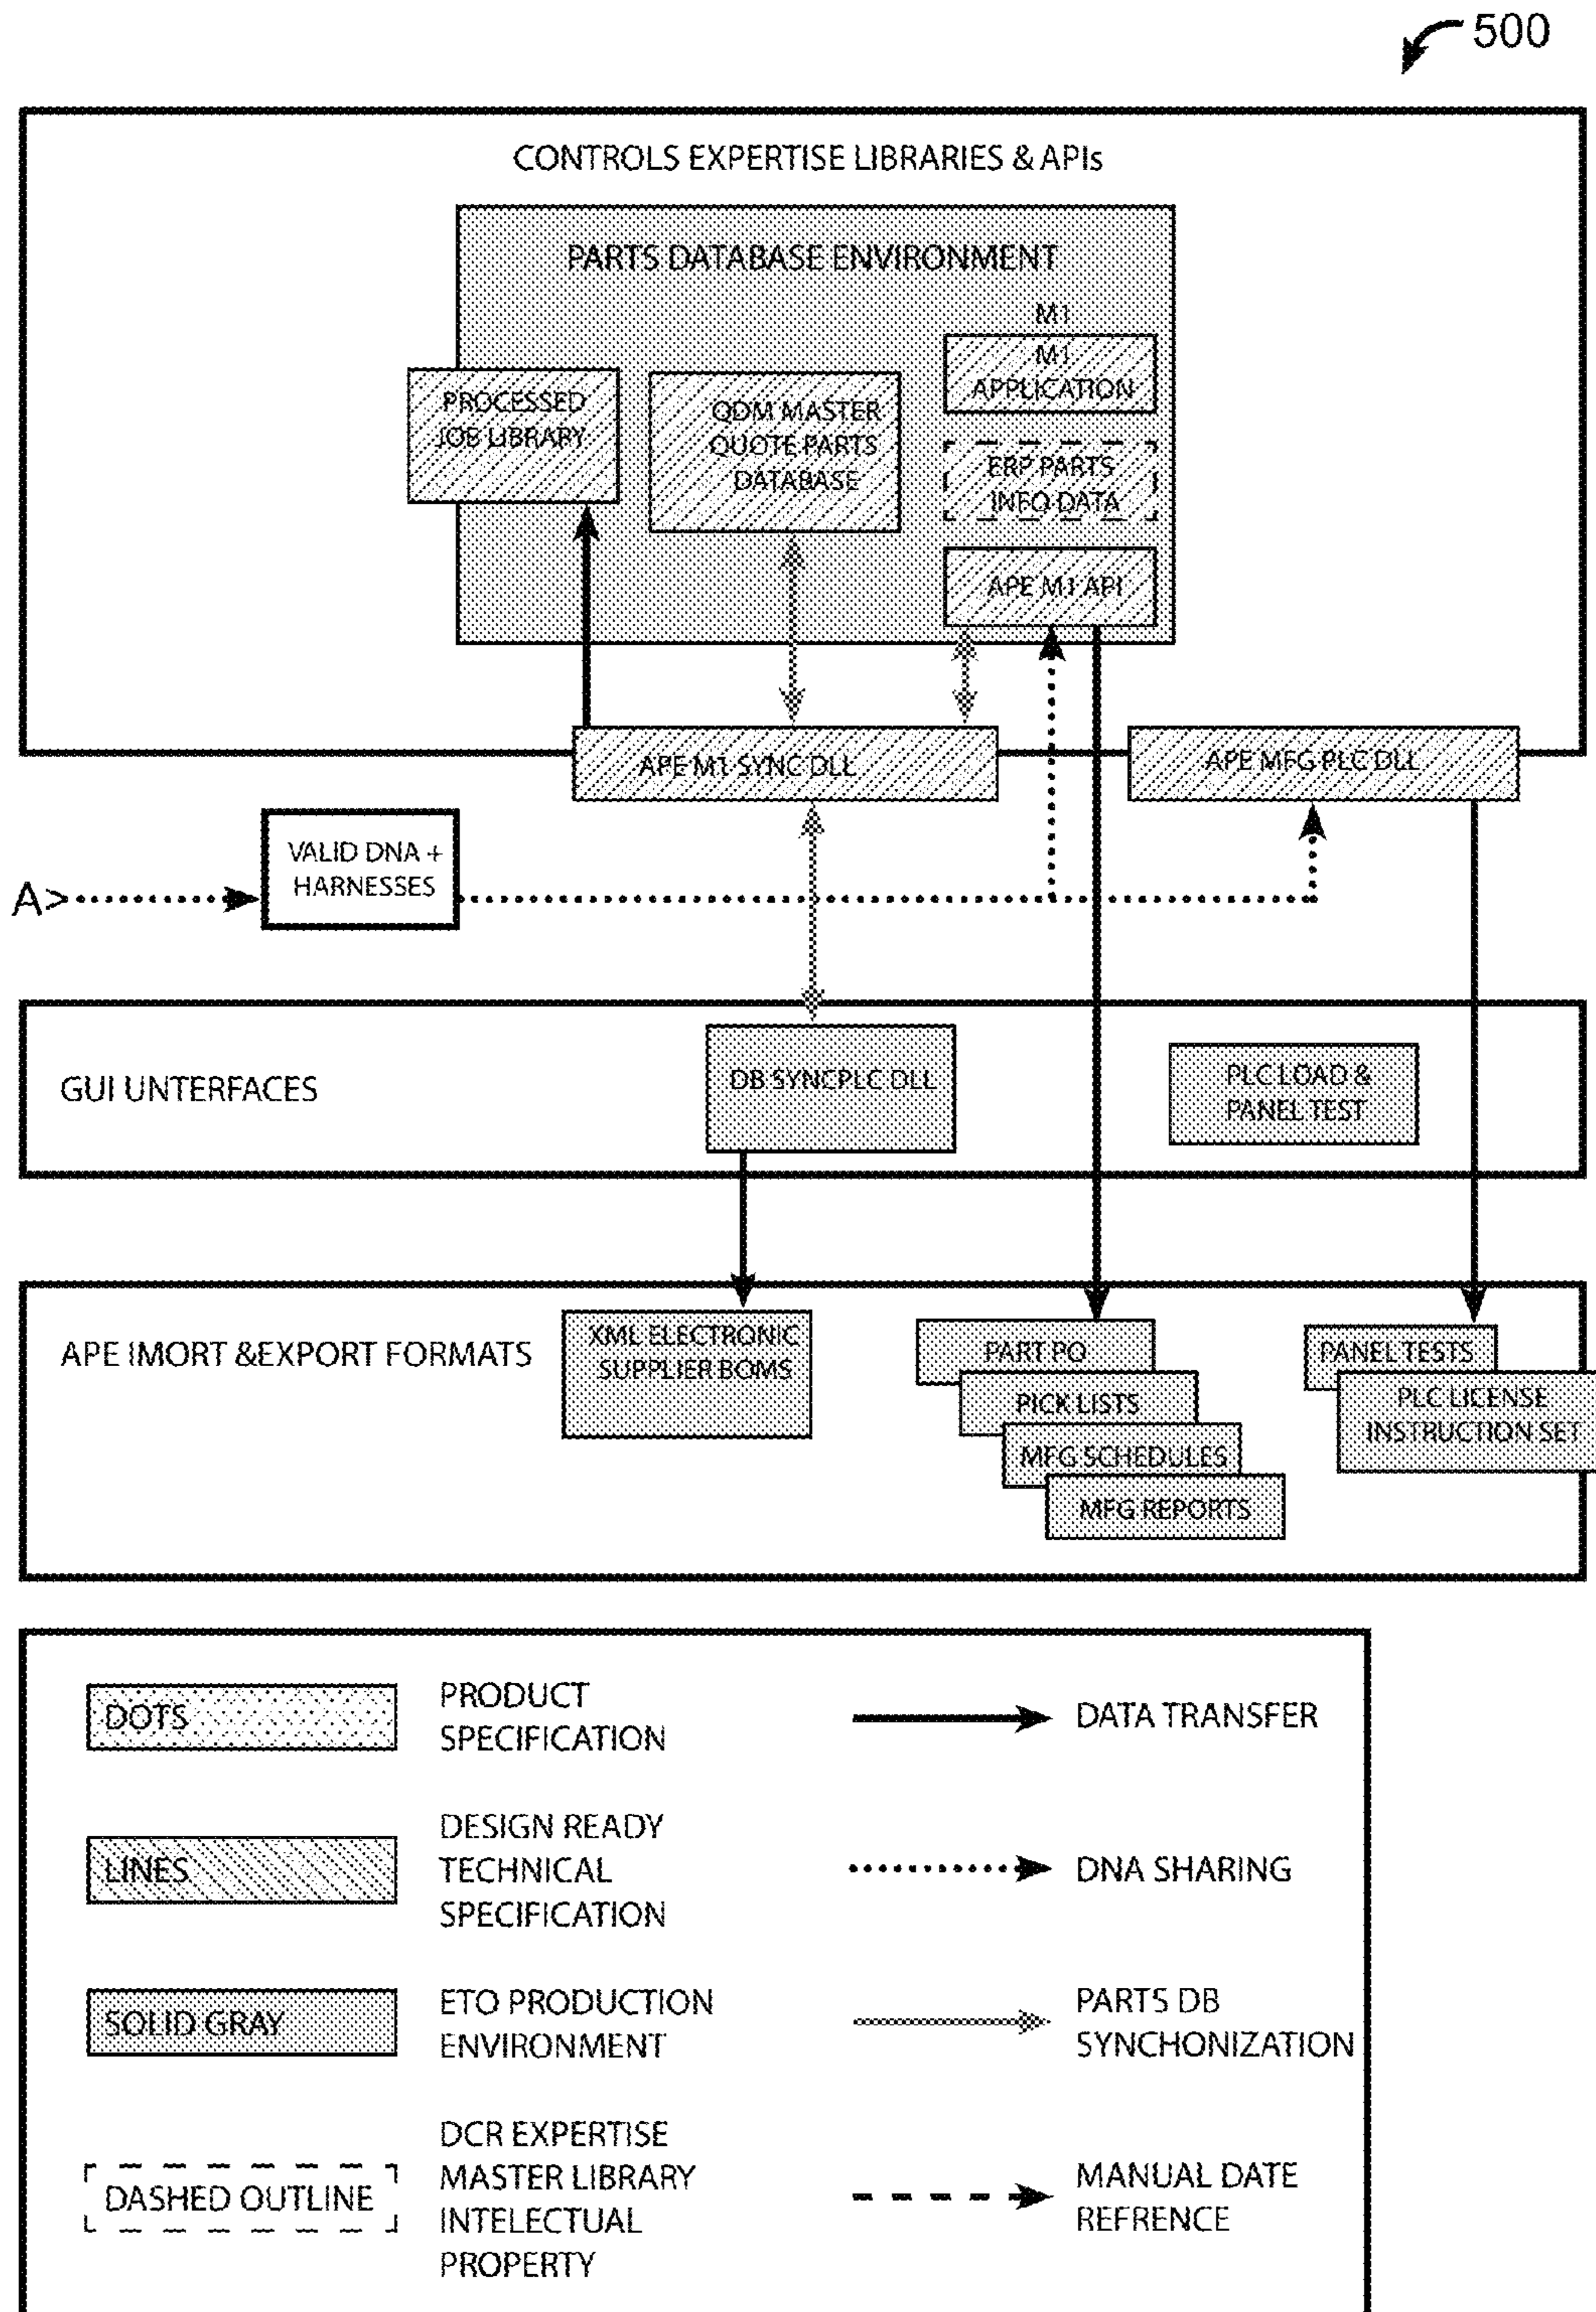 500
CONTROLS EXPERTISE LIBRARIES & APIs
PARTS DATABASE ENVIRONMENT
M1
M1
APPLICATION
PROCESSED
JOB LIBRARY
QDM MASTER
QUOTE PARTS
DATABASE
ERP PARTS
INFO DATA
APE M1 API
APE M1 SYNC DLL
APE MFG PLC DLL
A>
VALID DNA +
HARNESSES
GUI UNTERFACES
DB SYNCPLC DLL
PLC LOAD &
PANEL TEST
APE IMORT &EXPORT FORMATS
XML ELECTRONIC
SUPPLIER BOMS
PART PO
PICK LISTS
MFG SCHEDULES
MFG REPORTS
PANEL TESTS
PLC LICENSE
INSTRUCTION SET
DOTS
PRODUCT
SPECIFICATION
DATA TRANSFER
LINES
DESIGN READY
TECHNICAL
SPECIFICATION
DNA SHARING
SOLID GRAY
ETO PRODUCTION
ENVIRONMENT
PARTS DB
SYNCHONIZATION
DASHED OUTLINE
DCR EXPERTISE
MASTER LIBRARY
INTELECTUAL
PROPERTY
MANUAL DATE
REFRENCE